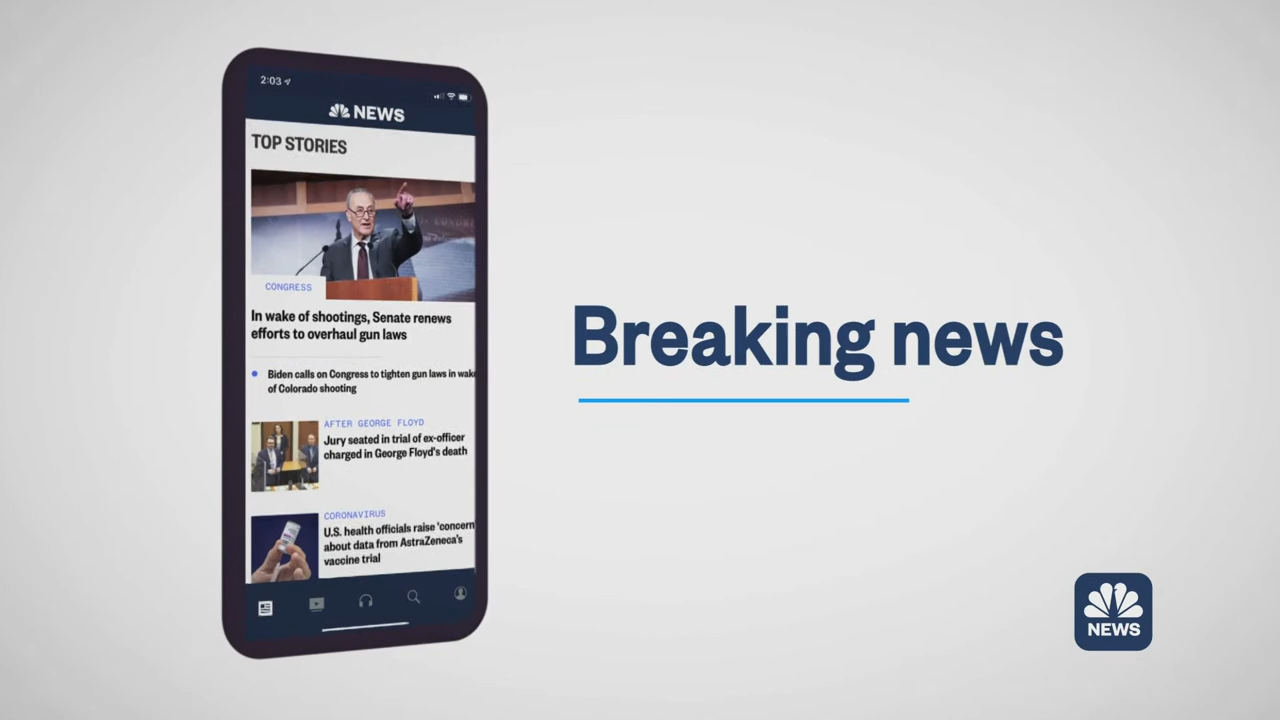 2:03
NEWS
TOP STORIES
CONGRESS
In wake of shootings, Senate renews
efforts to overhaul gun laws
Biden calls on Congress to tighten gun laws in wake
of Colorado shooting
AFTER GEORGE FLOYD
Jury seated in trial of ex-officer
charged in George Floyd's death
CORONAVIRUS
U.S. health officials raise 'concern
about data from AstraZeneca's
vaccine trial
Breaking news
NEWS